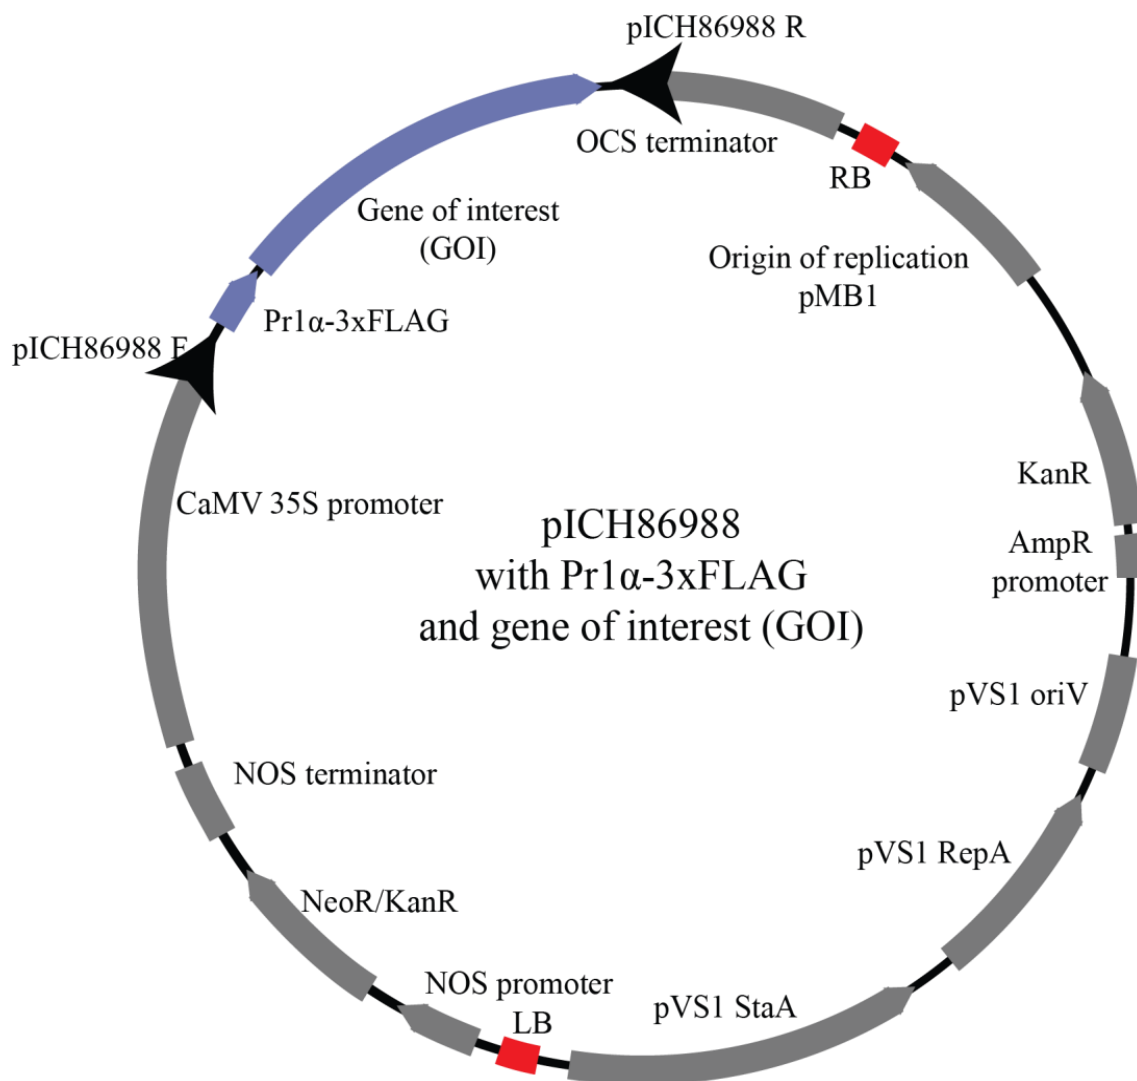 pICH86988 R
OCS terminator
RB
Gene of interest
(GOI)
Origin of replication
pMB1
Pr1α-3xFLAG
pICH86988 F
KanR
CaMV 35S promoter
pICH86988
with Pr1α-3xFLAG
and gene of interest (GOI)
AmpR
promoter
pVS1 oriV
NOS terminator
pVS1 RepA
NeoR/KanR
NOS promoter
LB
pVS1 StaA